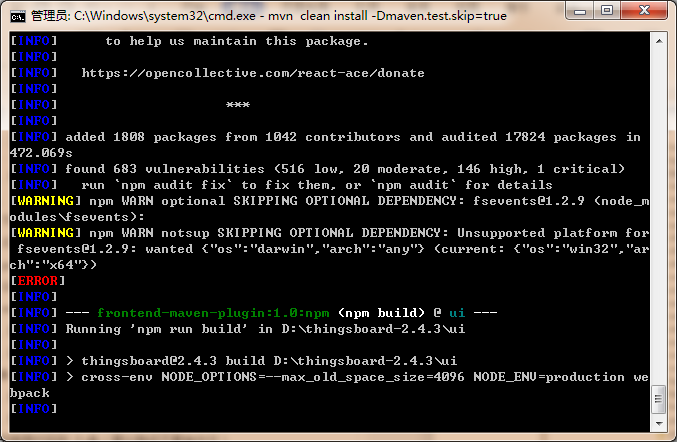 管理员: C:\Windows\system32\cmd.exe - mvn  clean install -Dmaven.test.skip=true
[INFO]      to help us maintain this package.
[INFO]
[INFO]   https://opencollective.com/react-ace/donate
[INFO]
[INFO]                     ***
[INFO]
[INFO] added 1808 packages from 1042 contributors and audited 17824 packages in
472.069s
[INFO] found 683 vulnerabilities (516 low, 20 moderate, 146 high, 1 critical)
[INFO]   run `npm audit fix` to fix them, or `npm audit` for details
[WARNING] npm WARN optional SKIPPING OPTIONAL DEPENDENCY: fsevents@1.2.9 (node_m
odules\fsevents):
[WARNING] npm WARN notsup SKIPPING OPTIONAL DEPENDENCY: Unsupported platform for
 fsevents@1.2.9: wanted {"os":"darwin","arch":"any"} (current: {"os":"win32","ar
ch":"x64"})
[ERROR]
[INFO]
[INFO] --- frontend-maven-plugin:1.0:npm (npm build) @ ui ---
[INFO] Running 'npm run build' in D:\thingsboard-2.4.3\ui
[INFO]
[INFO] > thingsboard@2.4.3 build D:\thingsboard-2.4.3\ui
[INFO] > cross-env NODE_OPTIONS=--max_old_space_size=4096 NODE_ENV=production we
bpack
[INFO]